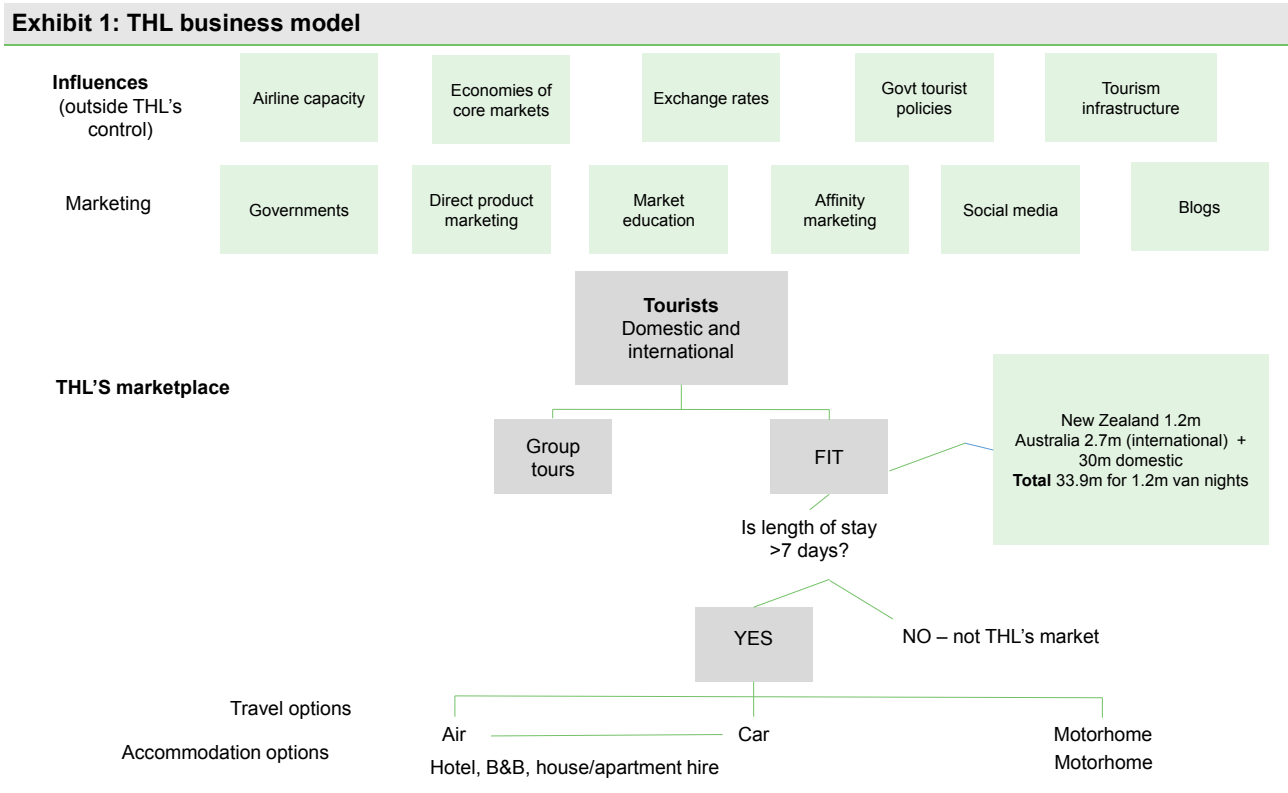 Exhibit 1: THL business model
Influences
(outside THL's
control)
Airline capacity
Economies of
core markets
Exchange rates
Govt tourist
policies
Tourism
infrastructure
Marketing
Governments
Direct product
marketing
Market
education
Affinity
marketing
Social media
Blogs
Tourists
Domestic and
international
THL'S marketplace
Group
tours
FIT
New Zealand 1.2m
Australia 2.7m (international) +
30m domestic
Total 33.9m for 1.2m van nights
Is length of stay
>7 days?
YES
NO – not THL's market
Travel options
Air
Car
Motorhome
Accommodation options
Hotel, B&B, house/apartment hire
Motorhome